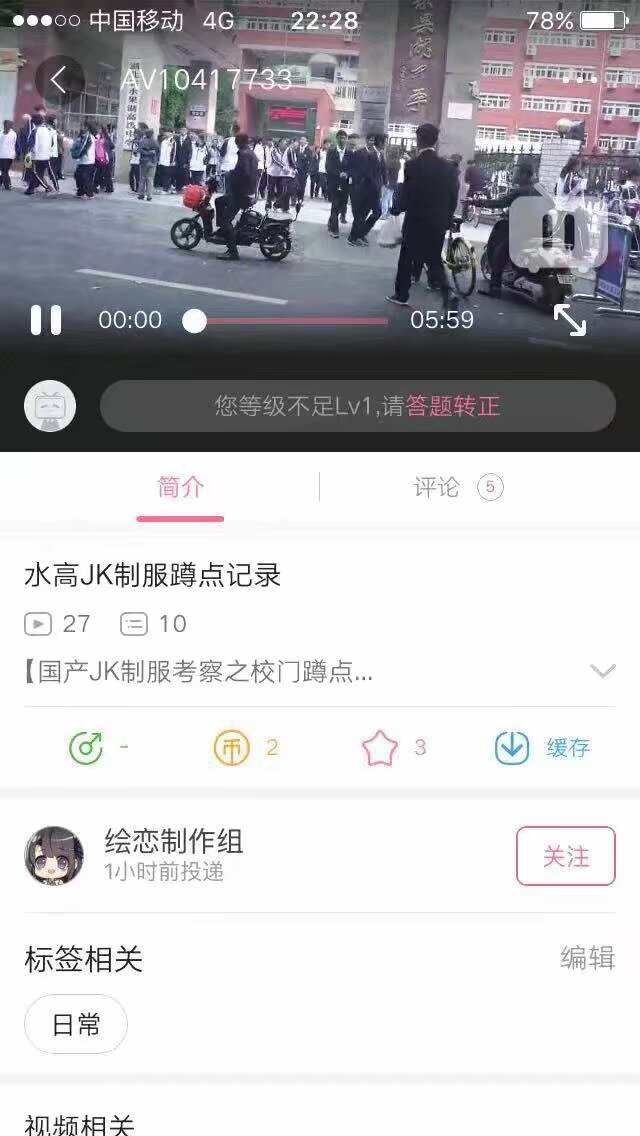 中国移动 4G 22:28 78%
AV10417733
00:00 05:59
您等级不足Lv1,请答题转正
简介 评论 5
水高JK制服蹲点记录
27 10
【国产JK制服考察之校门蹲点...
- 币 2 3 缓存
绘恋制作组
1小时前投递
关注
标签相关 编辑
日常
视频相关